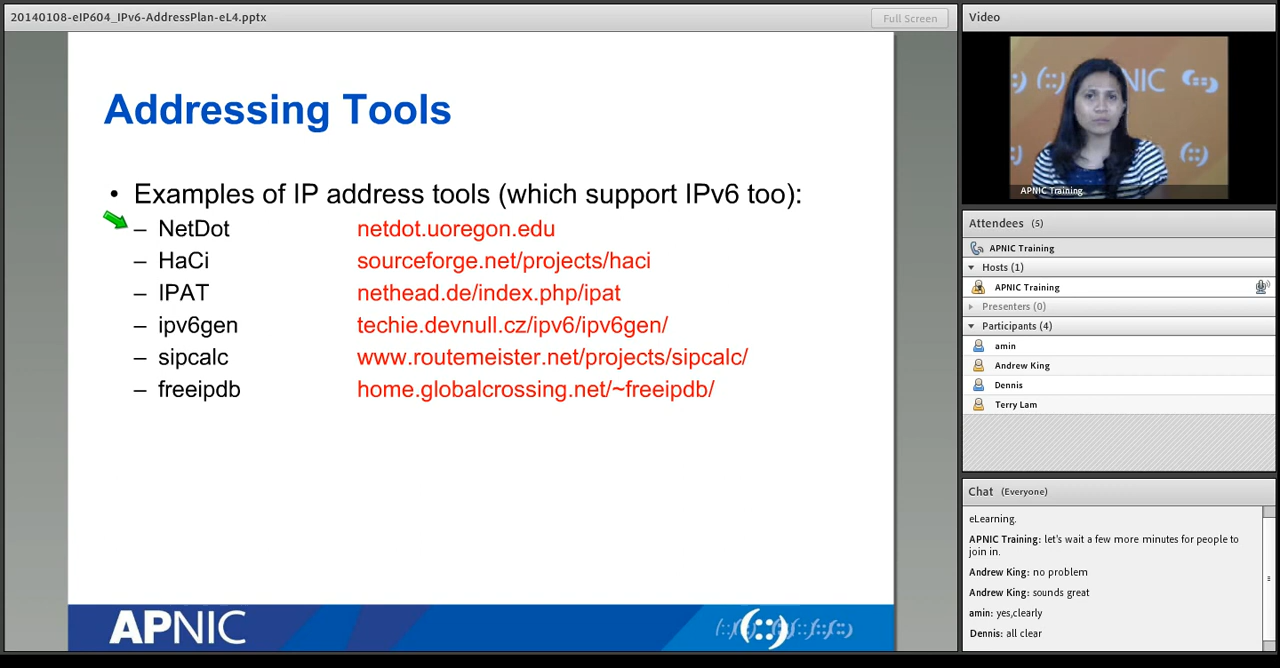 20140108-eIP604_IPv6-AddressPlan-eL4.pptx
Full Screen
Addressing Tools
• Examples of IP address tools (which support IPv6 too):
– NetDot netdot.uoregon.edu
– HaCi sourceforge.net/projects/haci
– IPAT nethead.de/index.php/ipat
– ipv6gen techie.devnull.cz/ipv6/ipv6gen/
– sipcalc www.routemeister.net/projects/sipcalc/
– freeipdb home.globalcrossing.net/~freeipdb/
APNIC
Video
APNIC Training
Attendees (5)
APNIC Training
Hosts (1)
APNIC Training
Presenters (0)
Participants (4)
amin
Andrew King
Dennis
Terry Lam
Chat (Everyone)
eLearning.
APNIC Training: let's wait a few more minutes for people to
join in.
Andrew King: no problem
Andrew King: sounds great
amin: yes,clearly
Dennis: all clear